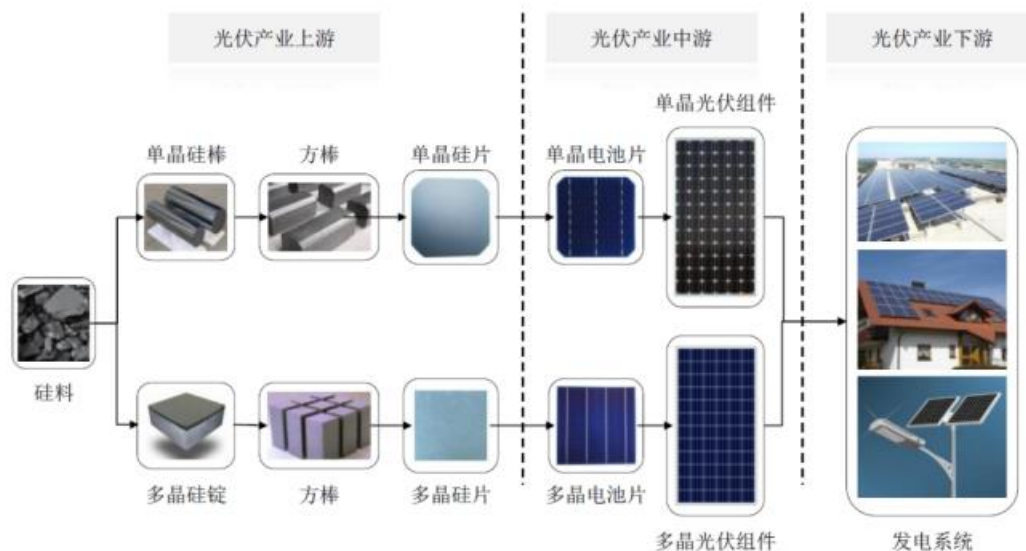 光伏产业上游
光伏产业中游
光伏产业下游
单晶光伏组件
单晶硅棒
方棒
单晶硅片
单晶电池片
硅料
多晶硅锭
方棒
多晶硅片
多晶电池片
多晶光伏组件
发电系统